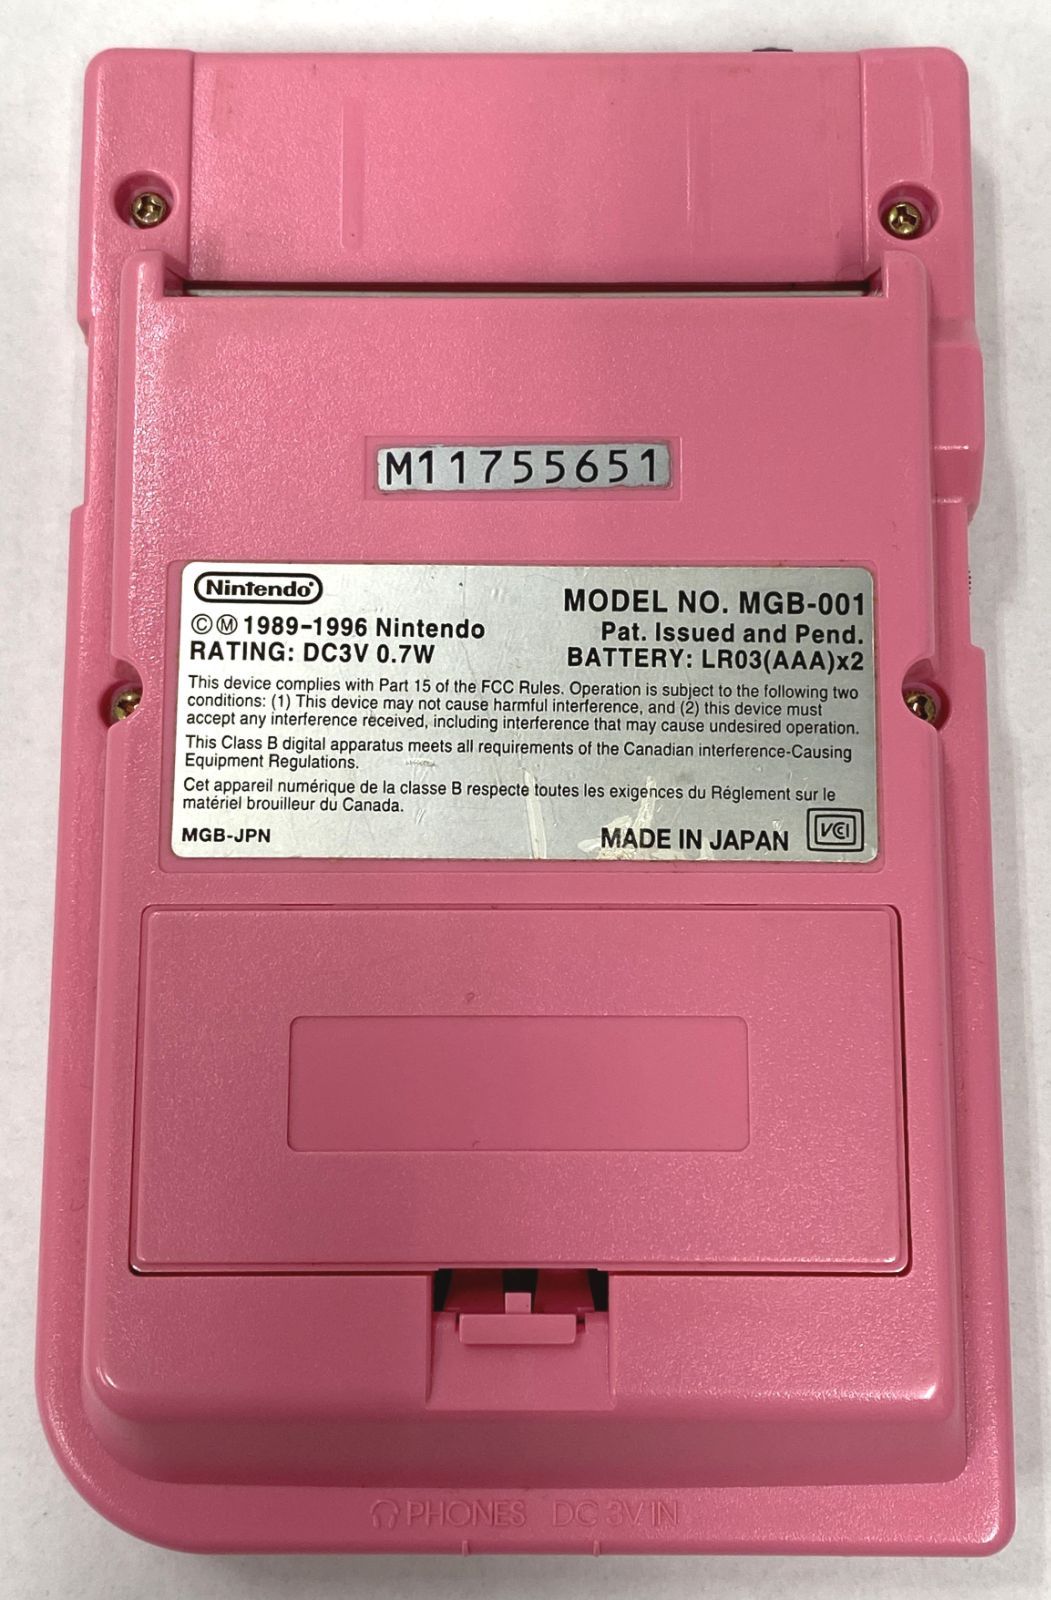 M11755651
Nintendo®
MODEL NO. MGB-001
ⒸⓂ 1989-1996 Nintendo
Pat. Issued and Pend.
RATING: DC3V 0.7W
BATTERY: LR03(AAA)x2
This device complies with Part 15 of the FCC Rules. Operation is subject to the following two
conditions: (1) This device may not cause harmful interference, and (2) this device must
accept any interference received, including interference that may cause undesired operation.
This Class B digital apparatus meets all requirements of the Canadian interference-Causing
Equipment Regulations.
Cet appareil numérique de la classe B respecte toutes les exigences du Réglement sur le
matériel brouilleur du Canada.
MGB-JPN
MADE IN JAPAN
VCI
PHONES DC 3V IN